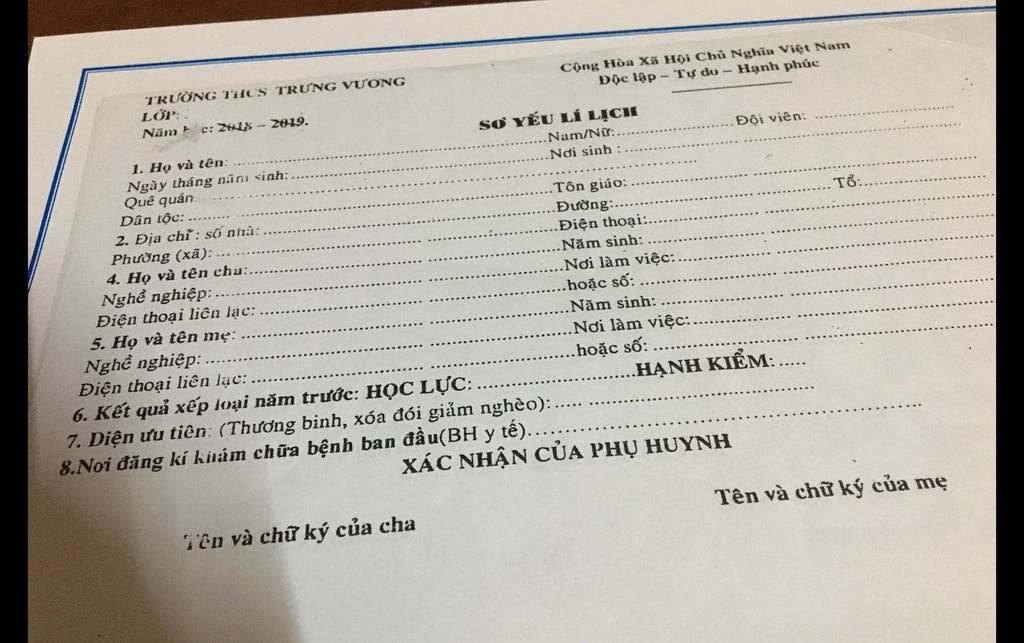 TRƯỜNG THCS TRƯNG VƯƠNG
Cộng Hòa Xã Hội Chủ Nghĩa Việt Nam
LỚP:
Độc lập – Tự do – Hạnh phúc
Năm học: 2018 – 2019.
SƠ YẾU LÍ LỊCH
1. Họ và tên: Nam/Nữ: Đội viên:
Ngày tháng năm sinh: Nơi sinh :
Quê quán
Dân tộc: Tôn giáo:
2. Địa chỉ : số nhà: Đường: Tổ:
Phường (xã): Điện thoại:
4. Họ và tên cha: Năm sinh:
Nghề nghiệp: Nơi làm việc:
Điện thoại liên lạc: hoặc số:
5. Họ và tên mẹ: Năm sinh:
Nghề nghiệp: Nơi làm việc:
Điện thoại liên lạc: hoặc số:
6. Kết quả xếp loại năm trước: HỌC LỰC: HẠNH KIỂM:
7. Diện ưu tiên: (Thương binh, xóa đói giảm nghèo):
8.Nơi đăng kí khám chữa bệnh ban đầu(BH y tế)
XÁC NHẬN CỦA PHỤ HUYNH
Tên và chữ ký của cha
Tên và chữ ký của mẹ